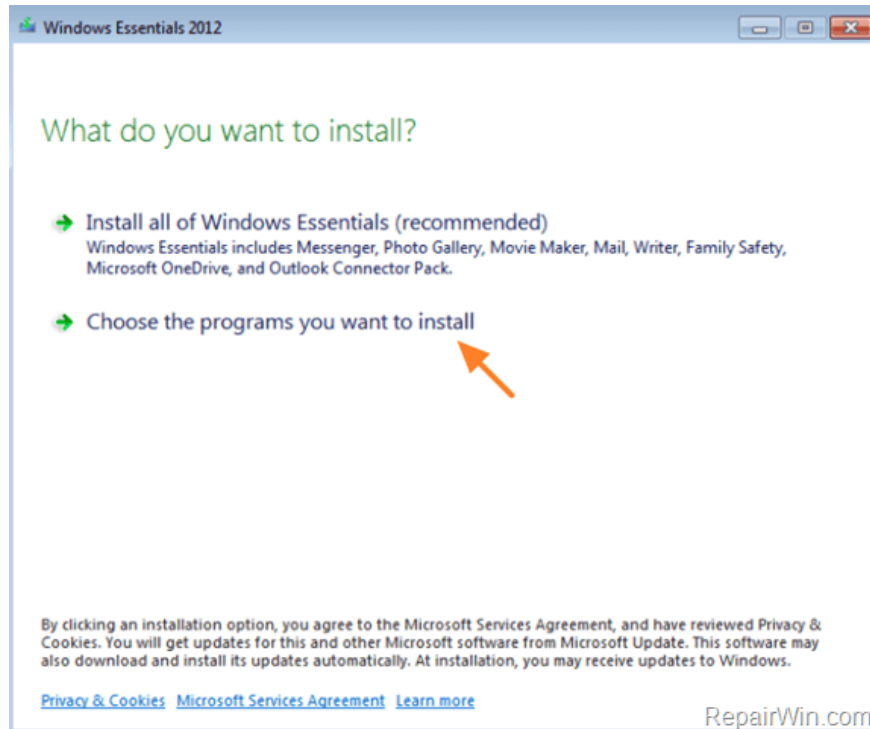 Windows Essentials 2012
What do you want to install?
Install all of Windows Essentials (recommended)
Windows Essentials includes Messenger, Photo Gallery, Movie Maker, Mail, Writer, Family Safety,
Microsoft OneDrive, and Outlook Connector Pack.
Choose the programs you want to install
By clicking an installation option, you agree to the Microsoft Services Agreement, and have reviewed Privacy &
Cookies. You will get updates for this and other Microsoft software from Microsoft Update. This software may
also download and install its updates automatically. At installation, you may receive updates to Windows.
Privacy & Cookies Microsoft Services Agreement Learn more
RepairWin.com